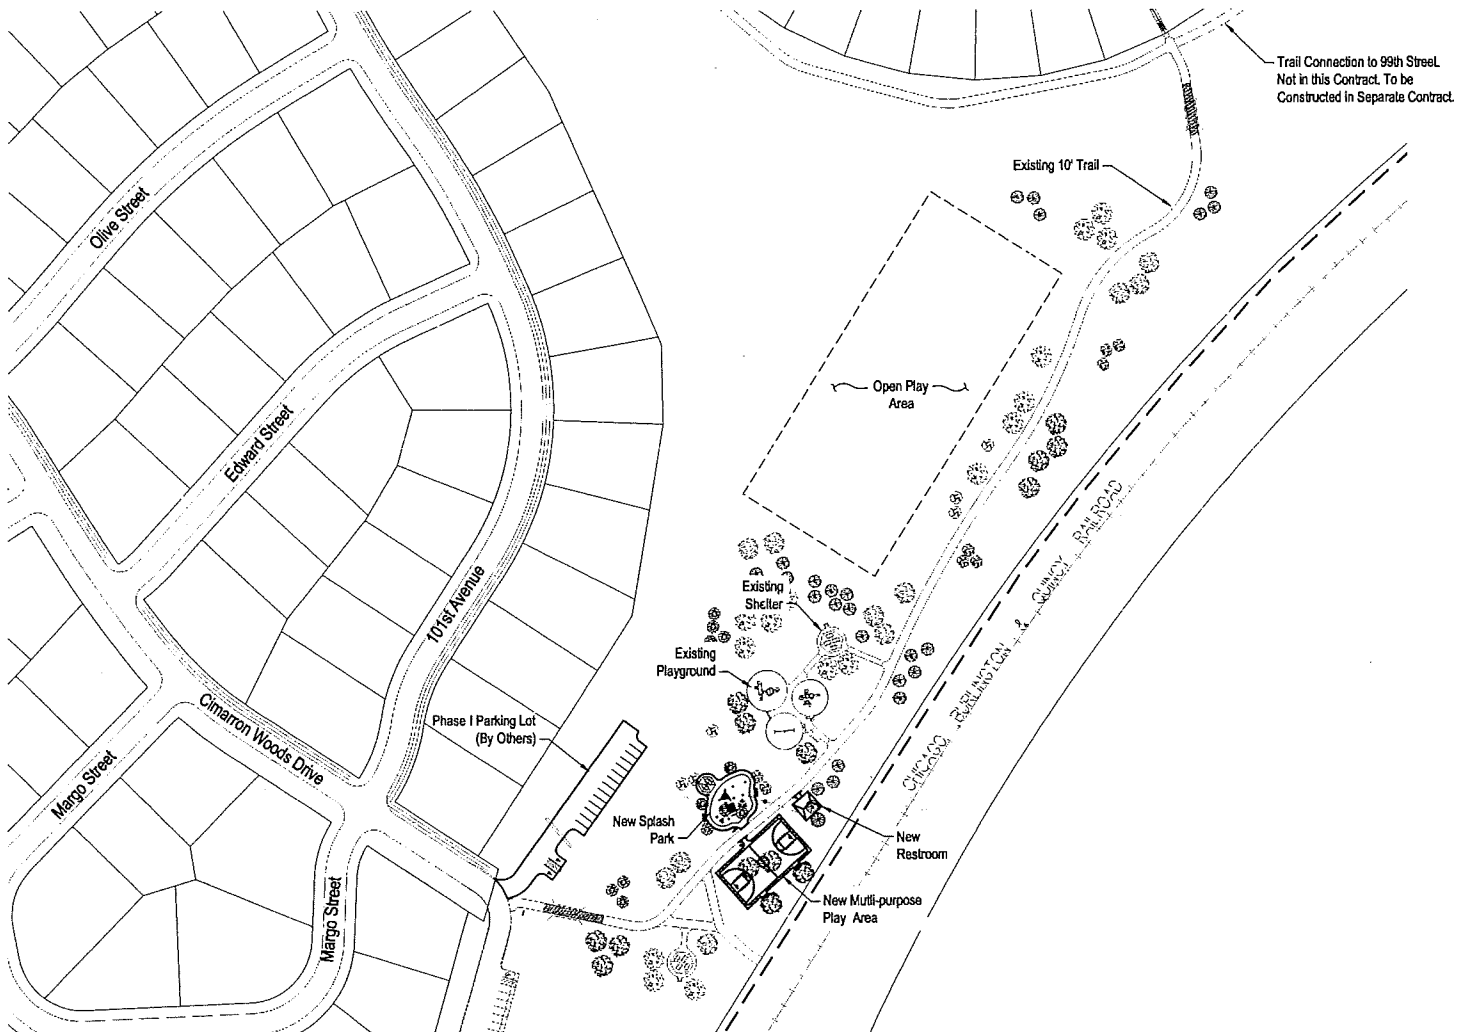 Trail Connection to 99th Street.
Not in this Contract. To be
Constructed in Separate Contract.
Existing 10' Trail
Olive Street
Open Play
Area
Edward Street
CHICAGO BURLINGTON & QUINCY RAILROAD
Existing
Shelter
101st Avenue
Existing
Playground
Cimarron Woods Drive
Phase I Parking Lot
(By Others)
Margo Street
New Splash
Park
New
Restroom
Margo Street
New Mutli-purpose
Play Area